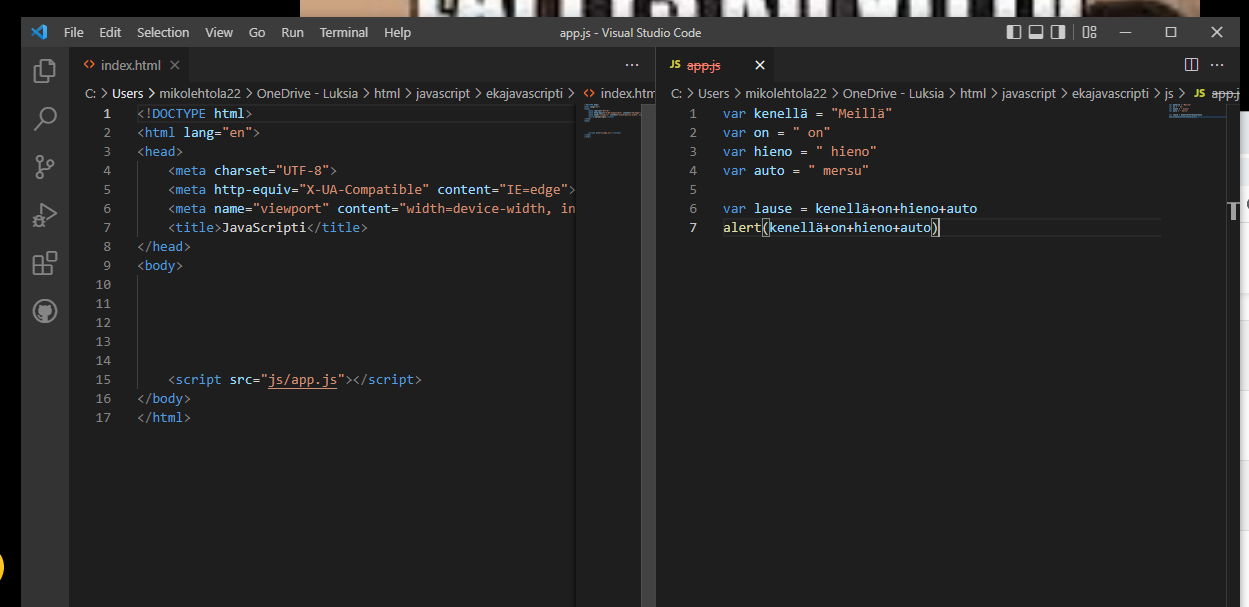 File Edit Selection View Go Run Terminal Help app.js - Visual Studio Code
index.html
C: > Users > mikolehtola22 > OneDrive - Luksia > html > javascript > ekajavascripti > index.htm
1 <!DOCTYPE html>
2 <html lang="en">
3 <head>
4 <meta charset="UTF-8">
5 <meta http-equiv="X-UA-Compatible" content="IE=edge">
6 <meta name="viewport" content="width=device-width, in
7 <title>JavaScripti</title>
8 </head>
9 <body>
10
11
12
13
14
15 <script src="js/app.js"></script>
16 </body>
17 </html>
JS app.js
C: > Users > mikolehtola22 > OneDrive - Luksia > html > javascript > ekajavascripti > js > JS app.j
1 var kenellä = "Meillä"
2 var on = " on"
3 var hieno = " hieno"
4 var auto = " mersu"
5
6 var lause = kenellä+on+hieno+auto
7 alert(kenellä+on+hieno+auto)